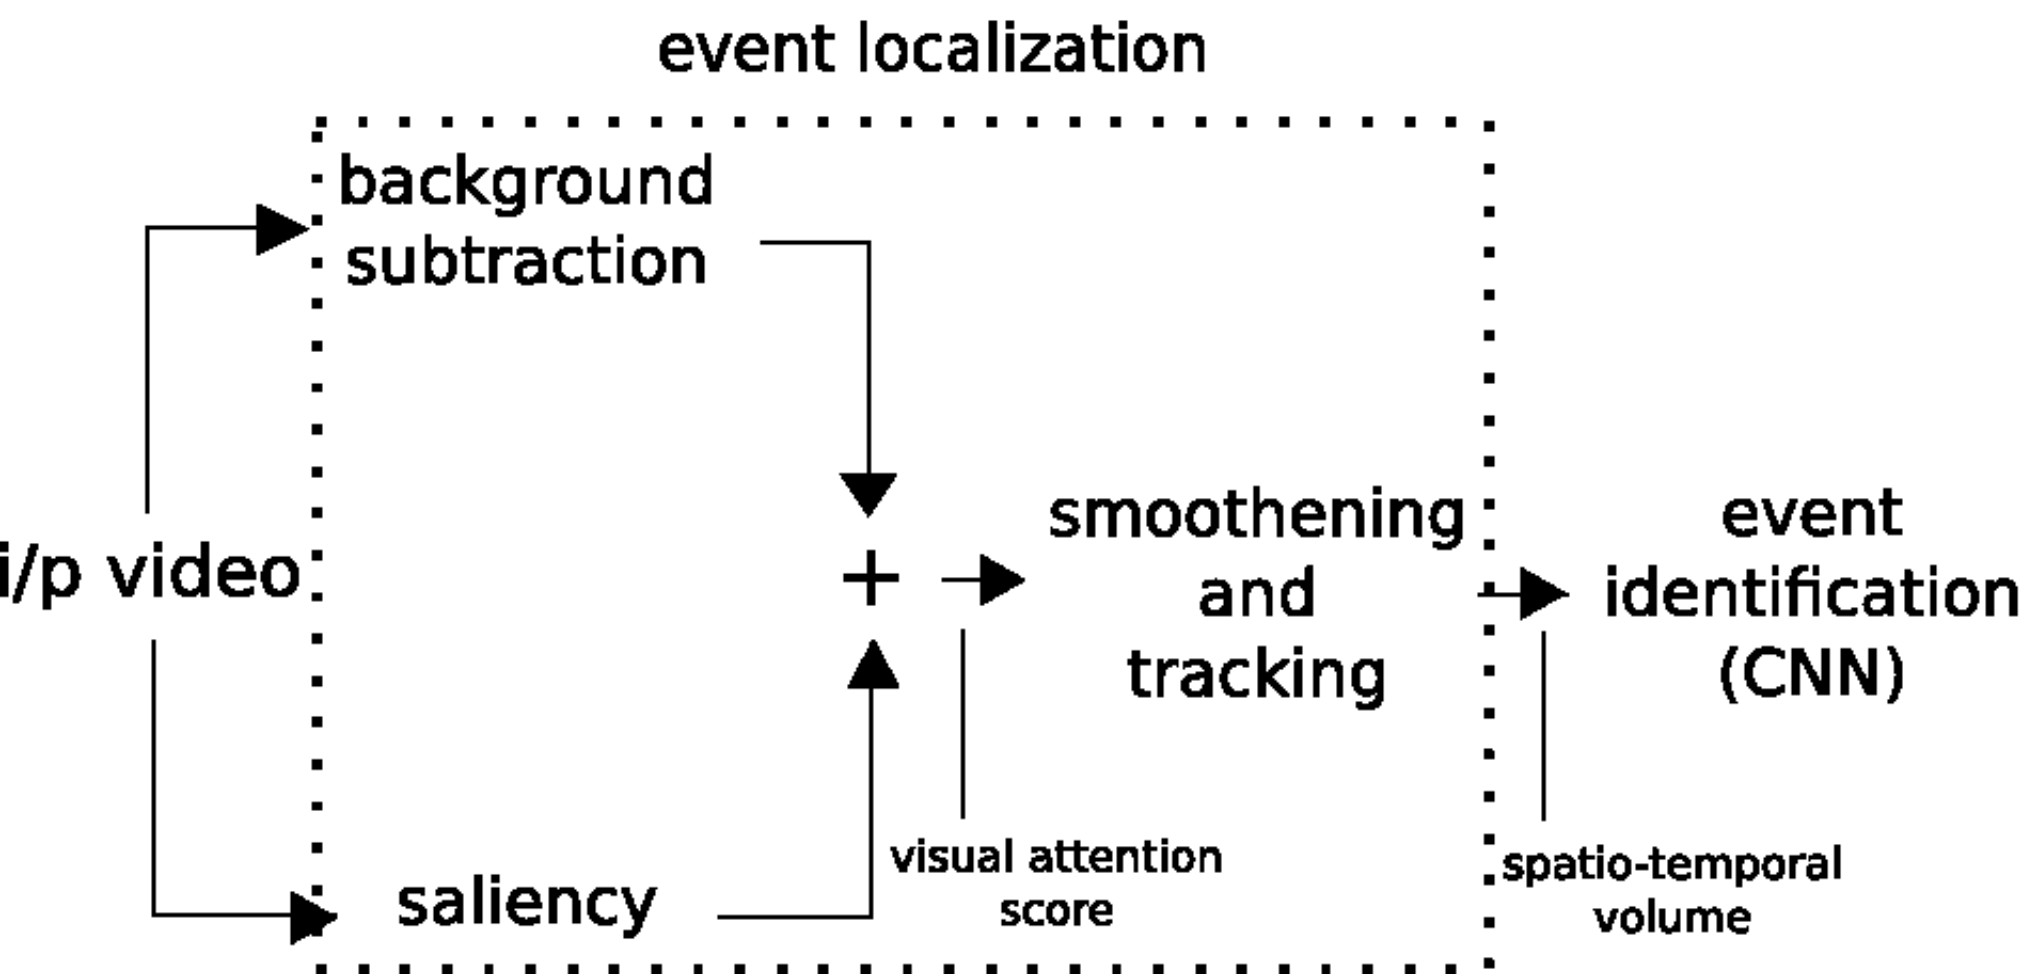 event localization
background
subtraction
i/p video
+
smoothening
and
tracking
event
identification
(CNN)
saliency
visual attention
score
spatio-temporal
volume